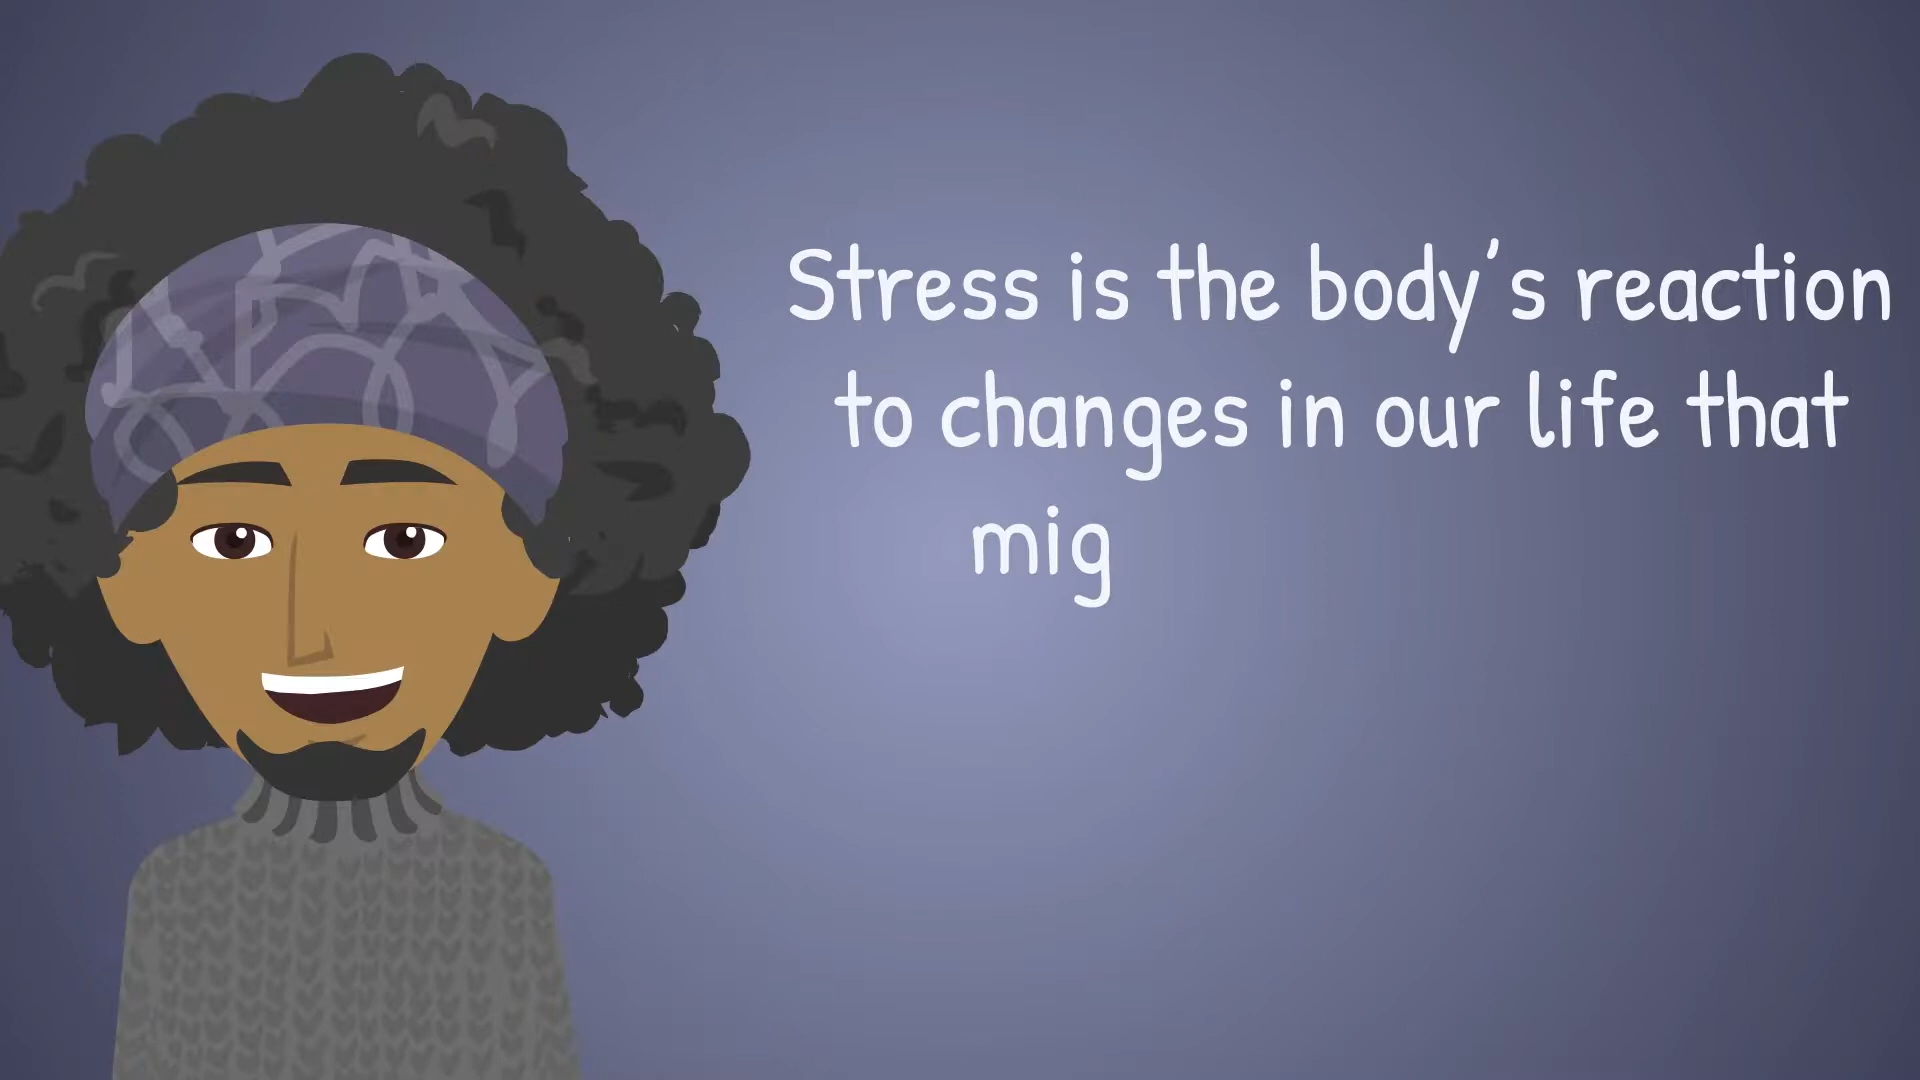 Stress is the body's reaction
to changes in our life that
mig